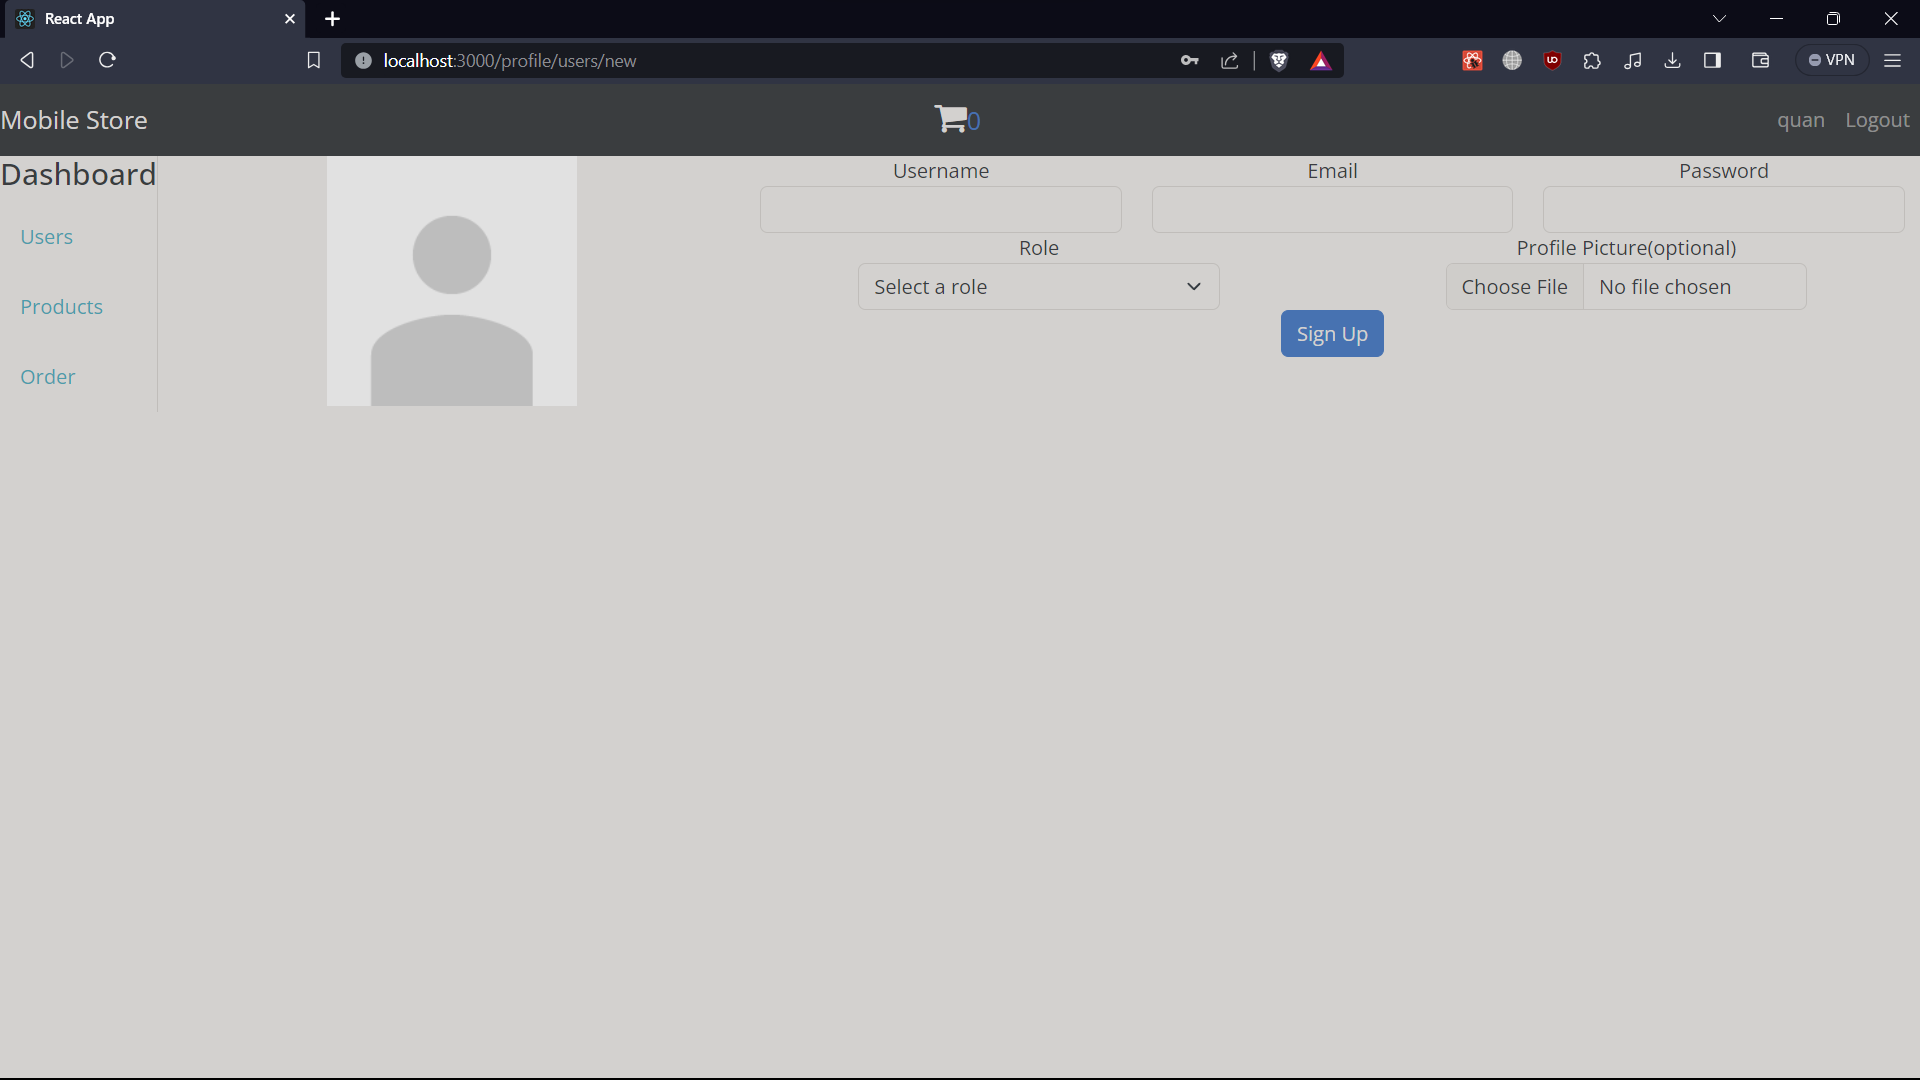 React App
localhost:3000/profile/users/new
VPN
Mobile Store
0
quan Logout
Dashboard
Users
Products
Order
Username Email Password
Role Profile Picture(optional)
Select a role Choose File No file chosen
Sign Up